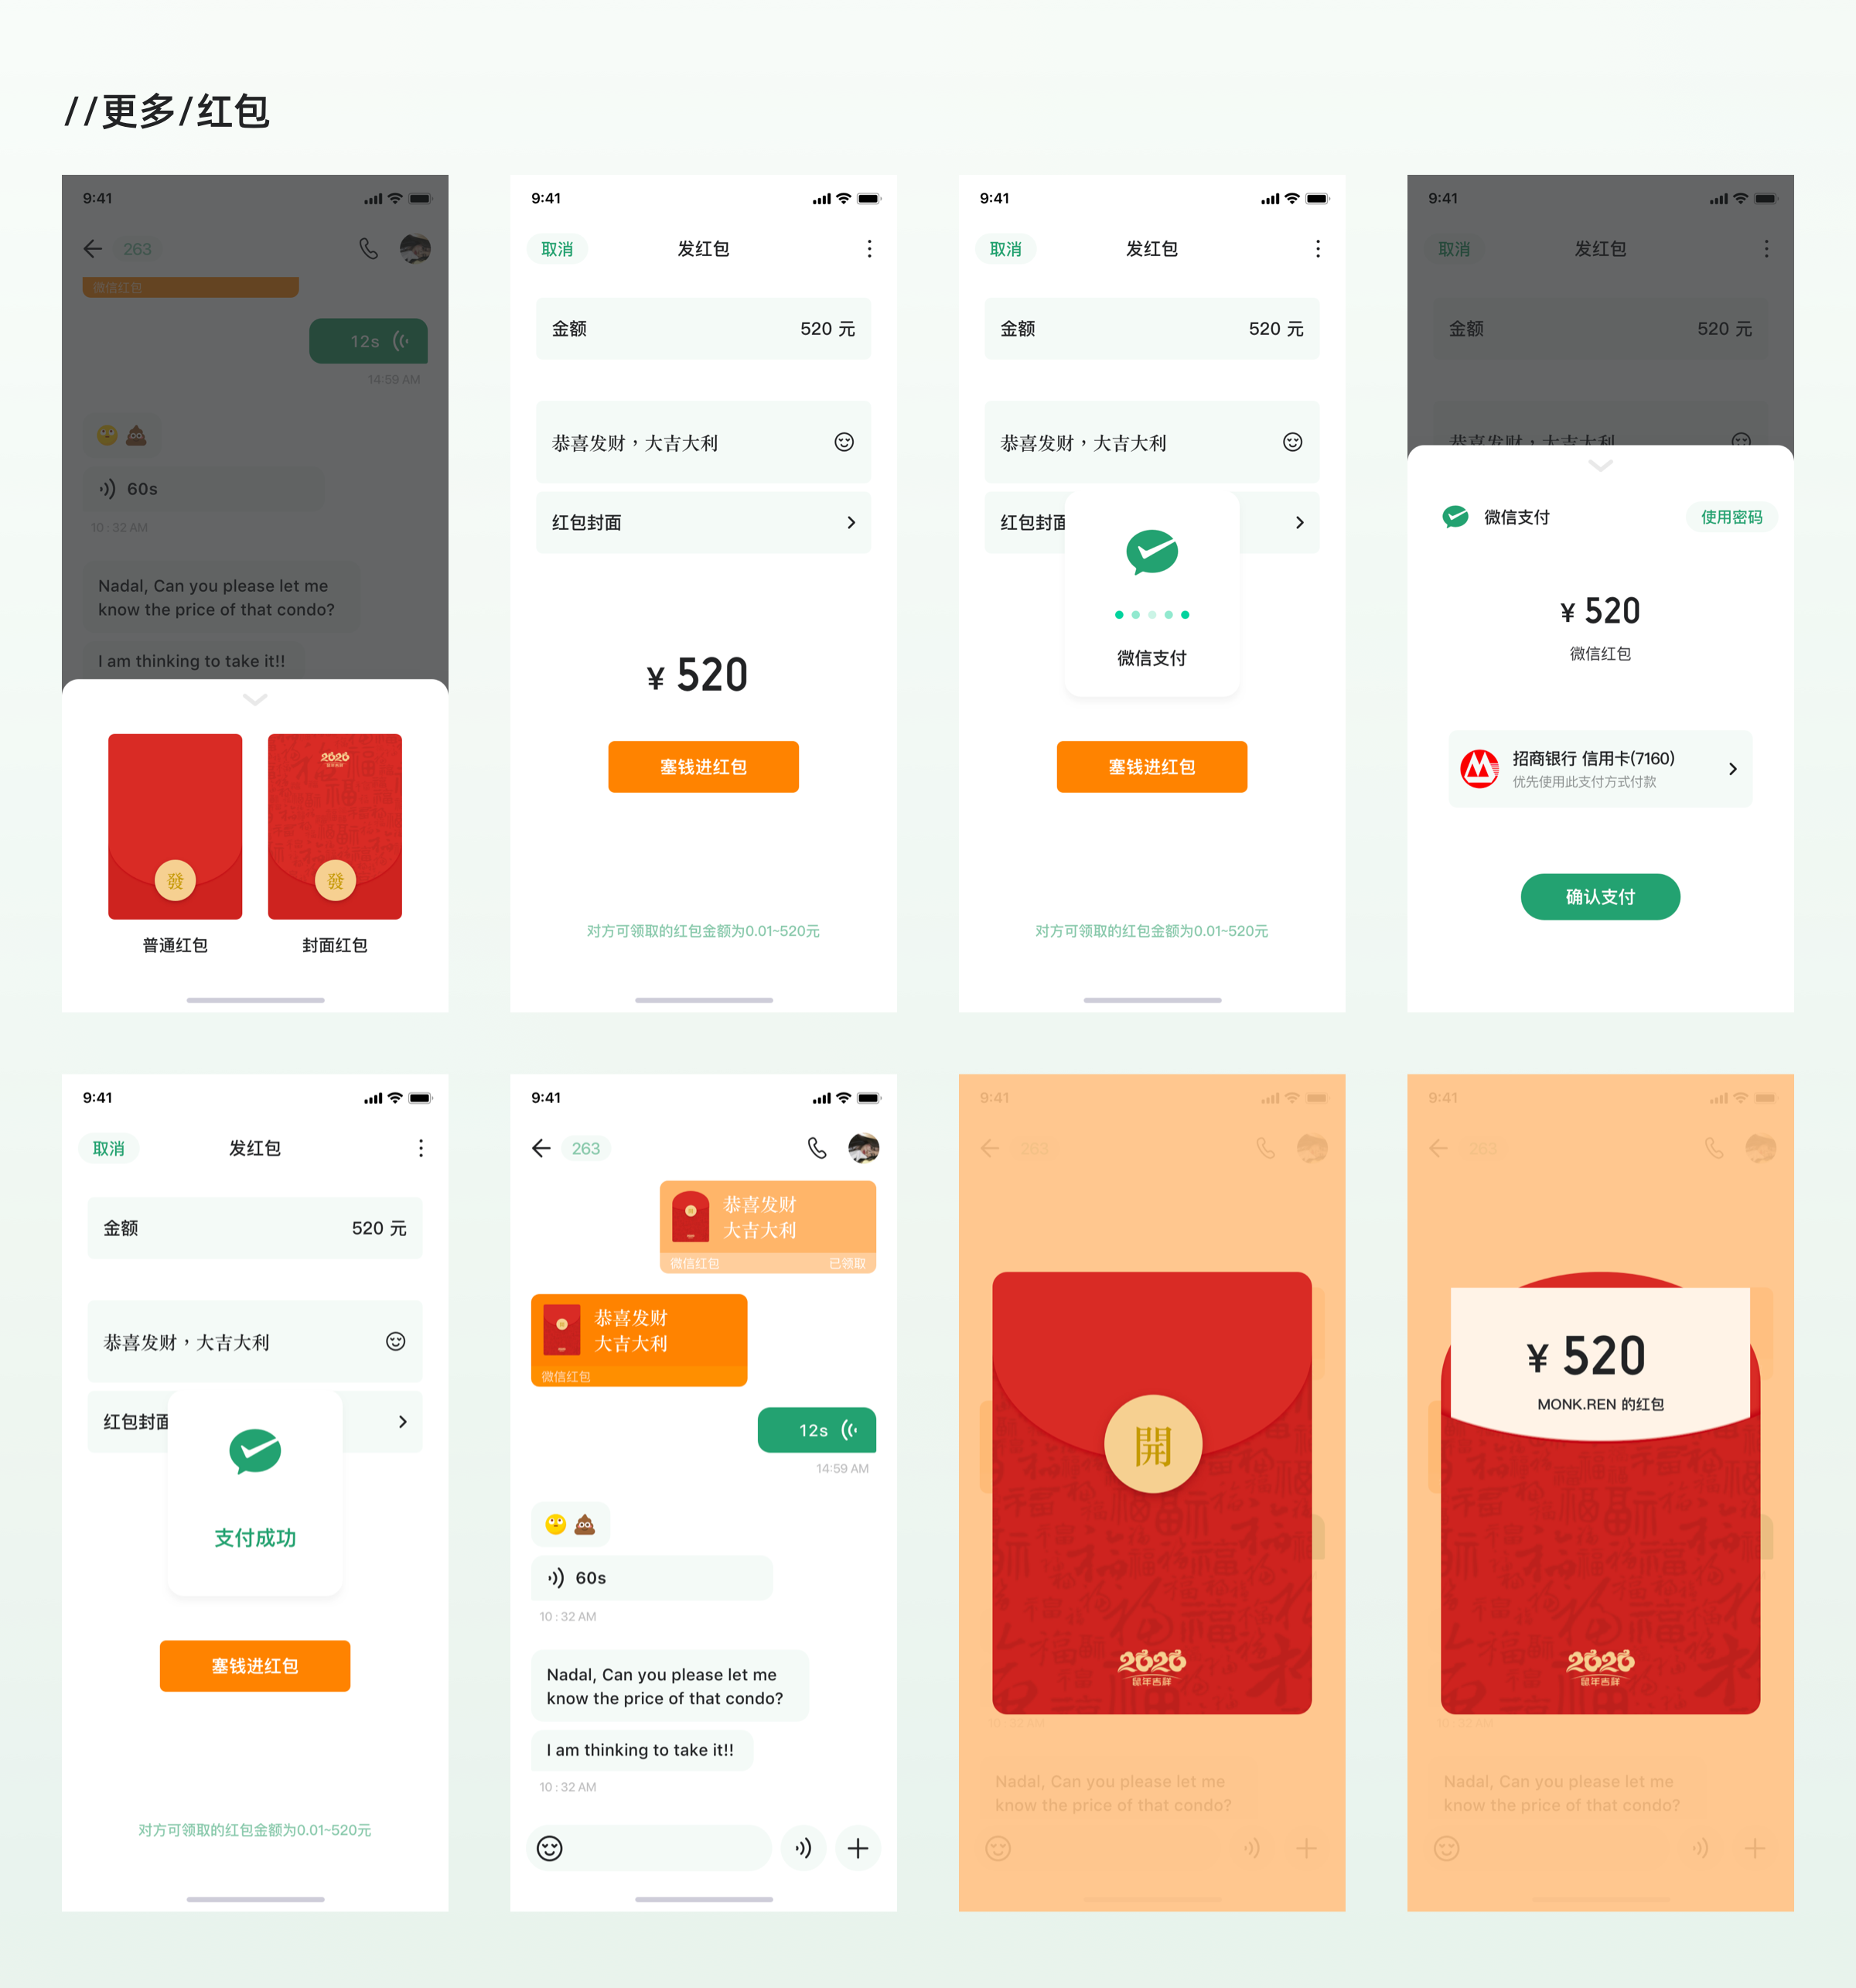 //更多/红包
9:41
263
微信红包
12s
14:59 AM
60s
10 : 32 AM
Nadal, Can you please let me
know the price of that condo?
I am thinking to take it!!
發
2020
鼠年吉祥
發
普通红包
封面红包
9:41
取消
发红包
金额
520 元
恭喜发财，大吉大利
红包封面
¥ 520
塞钱进红包
对方可领取的红包金额为0.01~520元
9:41
取消
发红包
金额
520 元
恭喜发财，大吉大利
红包封面
微信支付
塞钱进红包
对方可领取的红包金额为0.01~520元
9:41
取消
发红包
金额
520 元
恭喜发财，大吉大利
微信支付
使用密码
¥ 520
微信红包
招商银行 信用卡(7160)
优先使用此支付方式付款
确认支付
9:41
取消
发红包
金额
520 元
恭喜发财，大吉大利
红包封面
支付成功
塞钱进红包
对方可领取的红包金额为0.01~520元
9:41
263
恭喜发财
大吉大利
微信红包
已领取
恭喜发财
大吉大利
微信红包
12s
14:59 AM
60s
10 : 32 AM
Nadal, Can you please let me
know the price of that condo?
I am thinking to take it!!
10 : 32 AM
9:41
263
開
2020
鼠年吉祥
10 : 32 AM
Nadal, Can you please let me
know the price of that condo?
9:41
263
¥ 520
MONK.REN 的红包
2020
鼠年吉祥
10 : 32 AM
Nadal, Can you please let me
know the price of that condo?